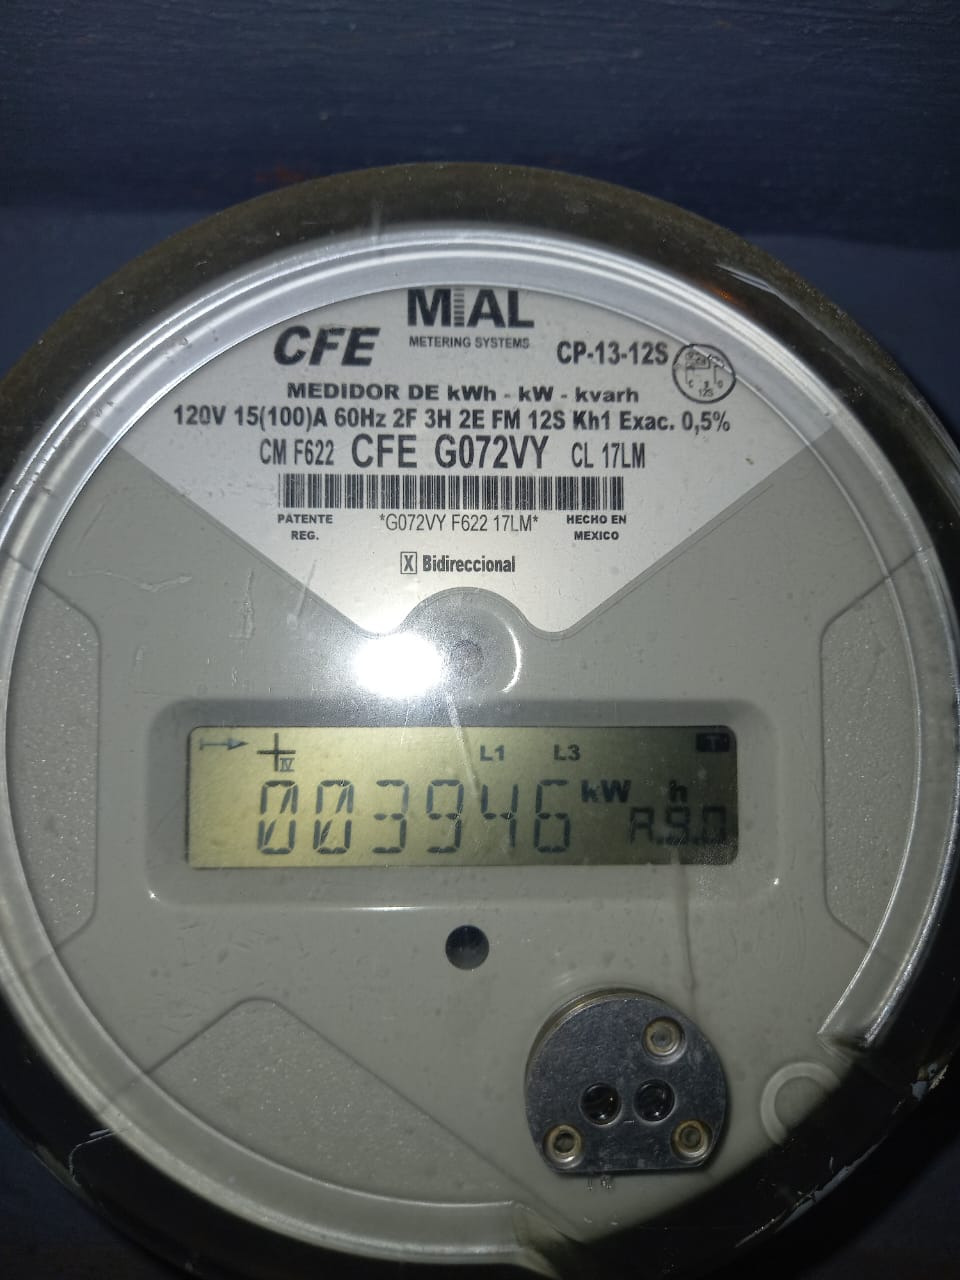 MIAL
METERING SYSTEMS
CFE
CP-13-12S
MEDIDOR DE kWh - kW - kvarh
120V 15(100)A 60Hz 2F 3H 2E FM 12S Kh1 Exac. 0,5%
CM F622 CFE G072VY CL 17LM
PATENTE REG.
*G072VY F622 17LM*
HECHO EN MEXICO
X Bidireccional
IV L1 L3
003946 kW h